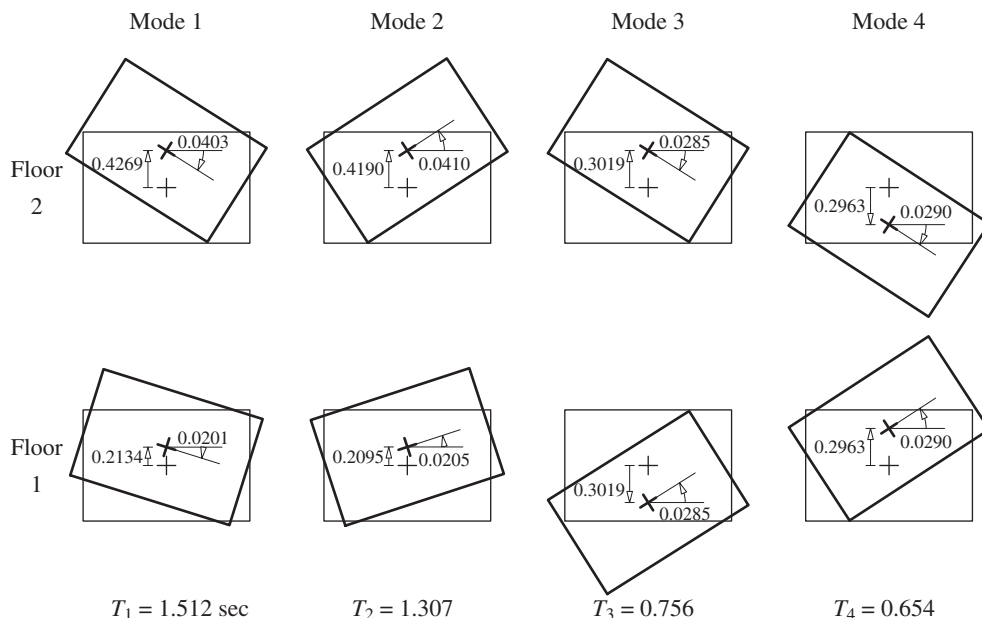 Mode 1 Mode 2 Mode 3 Mode 4
Floor
2
0.4269 0.0403
0.4190 0.0410
0.3019 0.0285
0.2963 0.0290
Floor
1
0.2134 0.0201
0.2095 0.0205
0.3019 0.0285
0.2963 0.0290
T₁ = 1.512 sec T₂ = 1.307 T₃ = 0.756 T₄ = 0.654